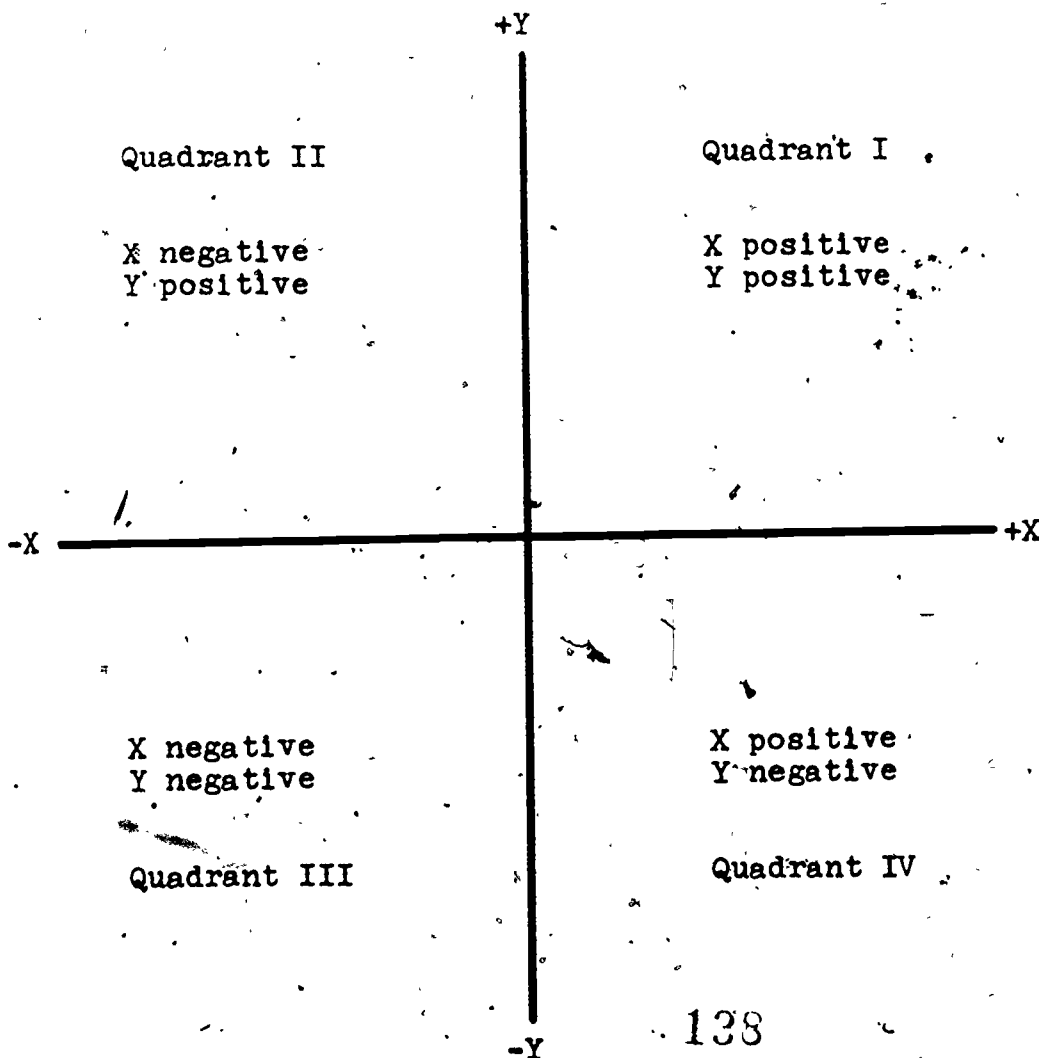 +Y
Quadrant II
Quadrant I
X negative
Y positive
X positive
Y positive
-X
+X
X negative
Y negative
X positive
Y negative
Quadrant III
Quadrant IV
138
-Y